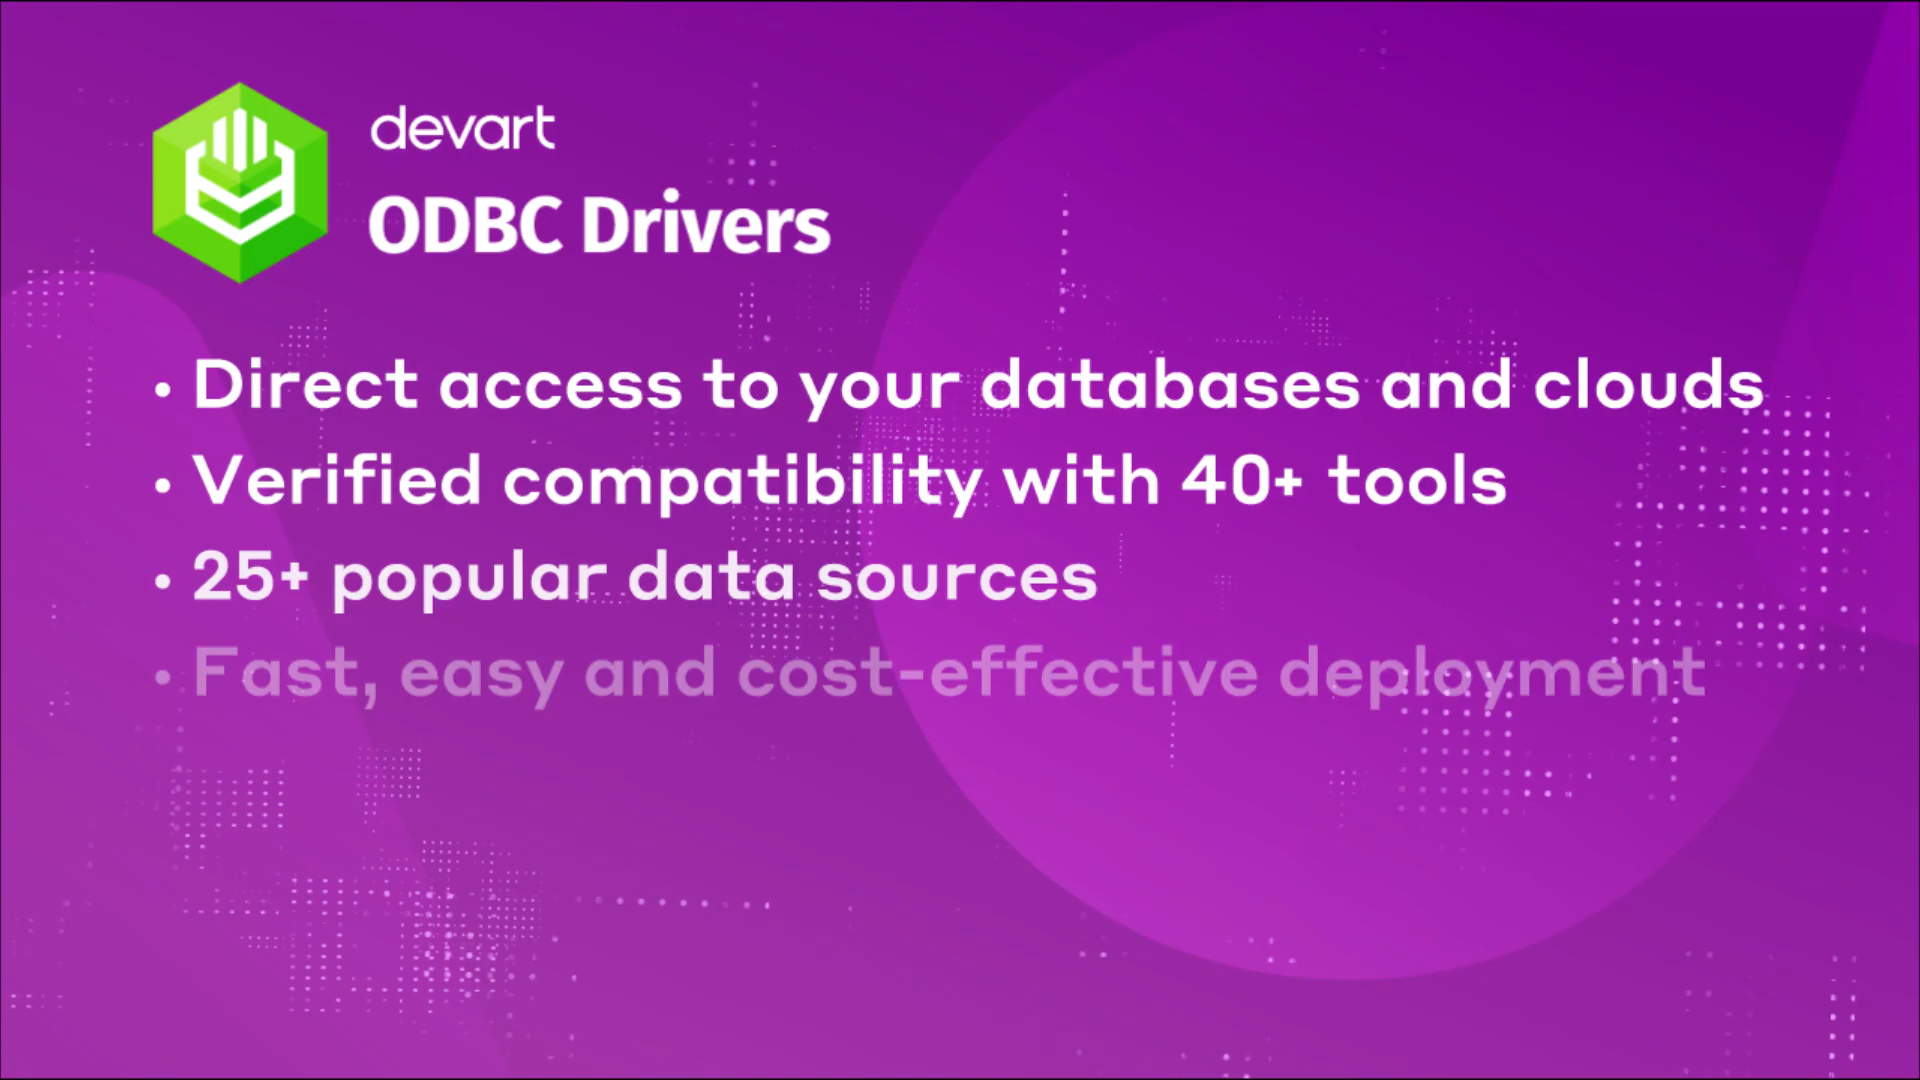 devart
ODBC Drivers
• Direct access to your databases and clouds
• Verified compatibility with 40+ tools
• 25+ popular data sources
• Fast, easy and cost-effective deployment